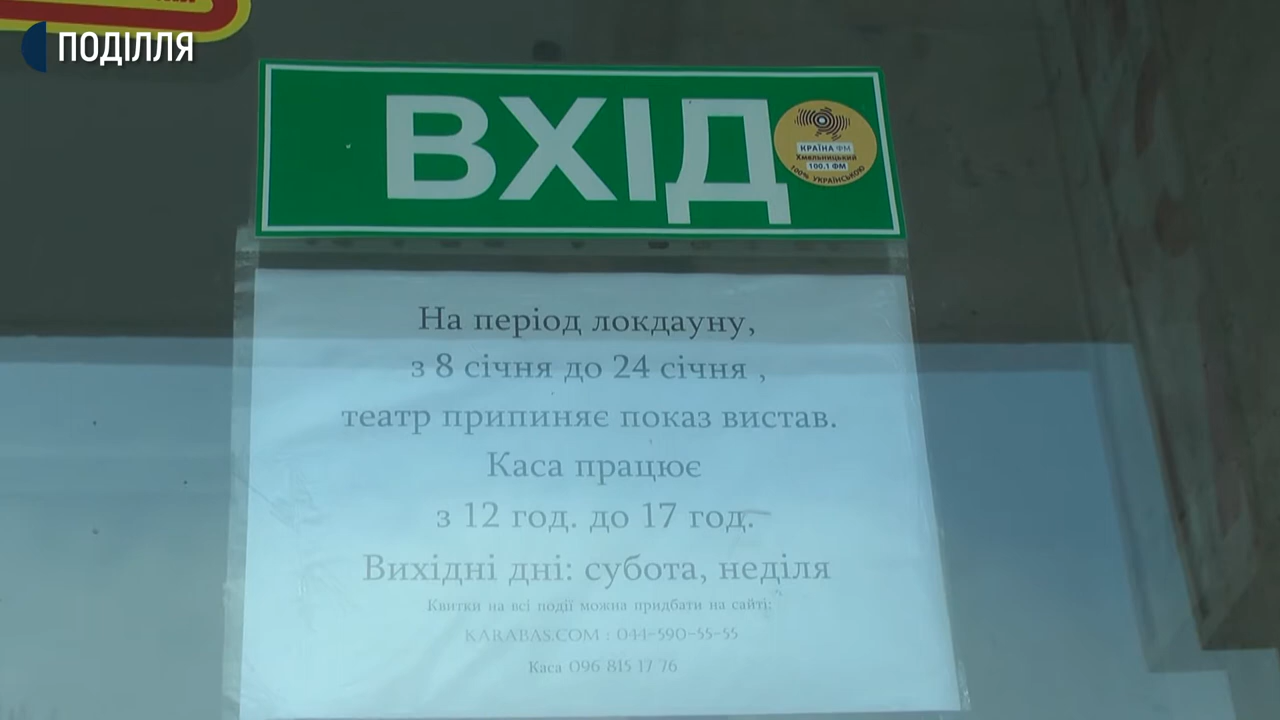 ПОДІЛЛЯ
ВХІД
КРАЇНА ФМ
Хмельницький
100.1 ФМ
100% УКРАЇНСЬКОЮ
На період локдауну,
з 8 січня до 24 січня ,
театр припиняє показ вистав.
Каса працює
з 12 год. до 17 год.
Вихідні дні: субота, неділя
Квитки на всі події можна придбати на сайті:
KARABAS.COM : 044-590-55-55
Каса 096 815 17 76